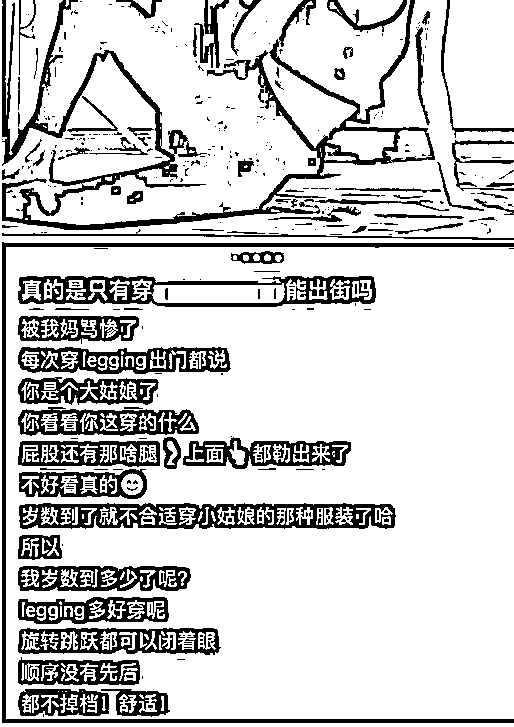 真的是只有穿 能出街吗
被我妈骂惨了
每次穿legging出门都说
你是个大姑娘了
你看看你这穿的什么
屁股还有那啥腿上面👆都勒出来了
不好看真的😊
岁数到了就不合适穿小姑娘的那种服装了哈
所以
我岁数到多少了呢?
legging多好穿呢
旋转跳跃都可以闭着眼
顺序没有先后
都不掉档!舒适!